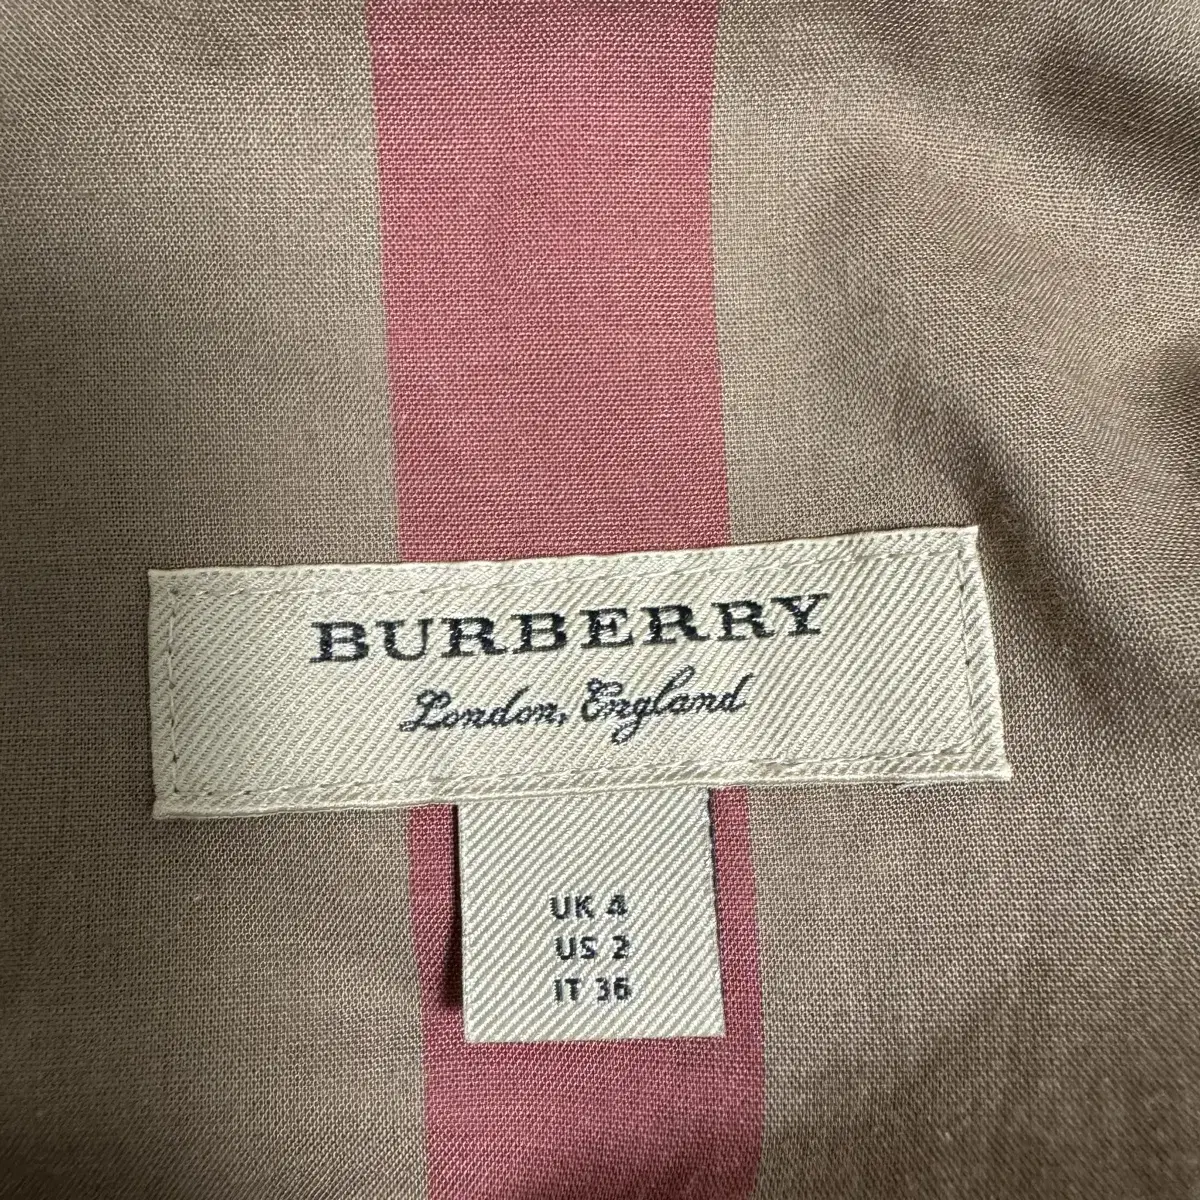 BURBERRY
London, England
UK 4
US 2
IT 36